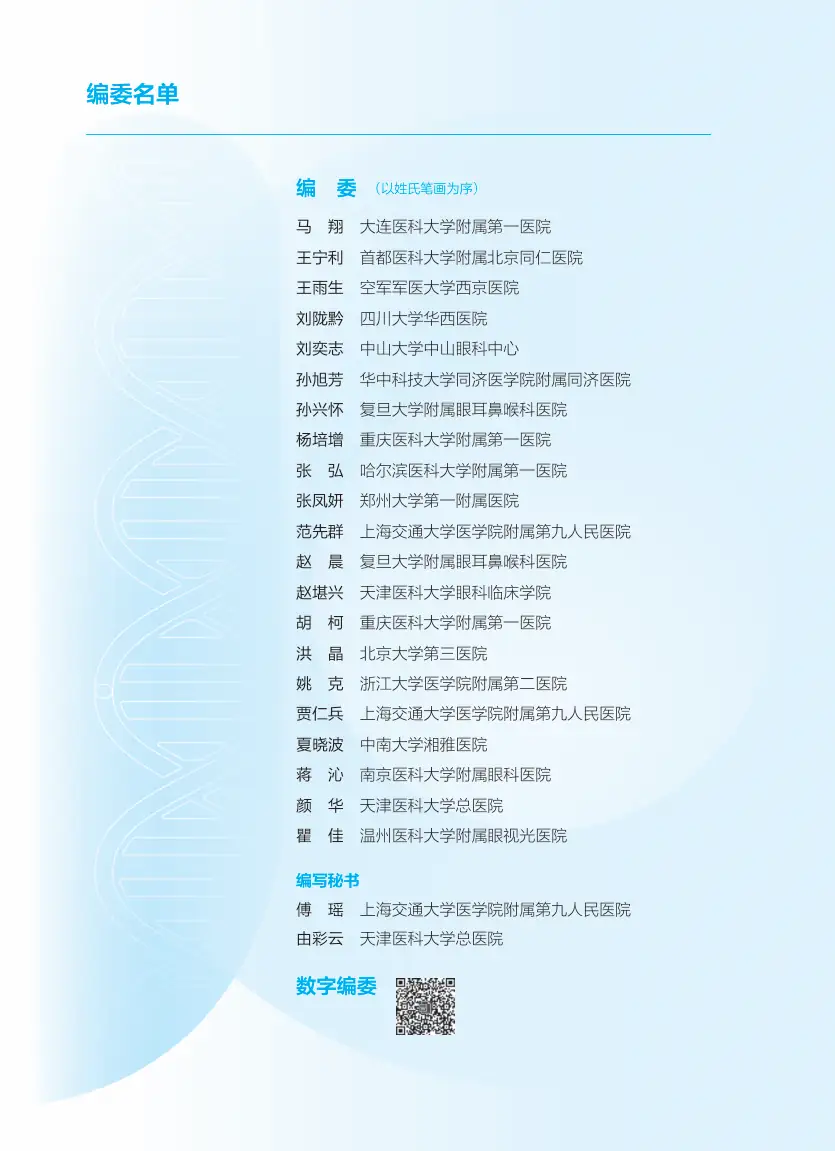 编委名单
编　委 （以姓氏笔画为序）
马　翔　大连医科大学附属第一医院
王宁利　首都医科大学附属北京同仁医院
王雨生　空军军医大学西京医院
刘陇黔　四川大学华西医院
刘奕志　中山大学中山眼科中心
孙旭芳　华中科技大学同济医学院附属同济医院
孙兴怀　复旦大学附属眼耳鼻喉科医院
杨培增　重庆医科大学附属第一医院
张　弘　哈尔滨医科大学附属第一医院
张凤妍　郑州大学第一附属医院
范先群　上海交通大学医学院附属第九人民医院
赵　晨　复旦大学附属眼耳鼻喉科医院
赵堪兴　天津医科大学眼科临床学院
胡　柯　重庆医科大学附属第一医院
洪　晶　北京大学第三医院
姚　克　浙江大学医学院附属第二医院
贾仁兵　上海交通大学医学院附属第九人民医院
夏晓波　中南大学湘雅医院
蒋　沁　南京医科大学附属眼科医院
颜　华　天津医科大学总医院
瞿　佳　温州医科大学附属眼视光医院
编写秘书
傅　瑶　上海交通大学医学院附属第九人民医院
由彩云　天津医科大学总医院
数字编委